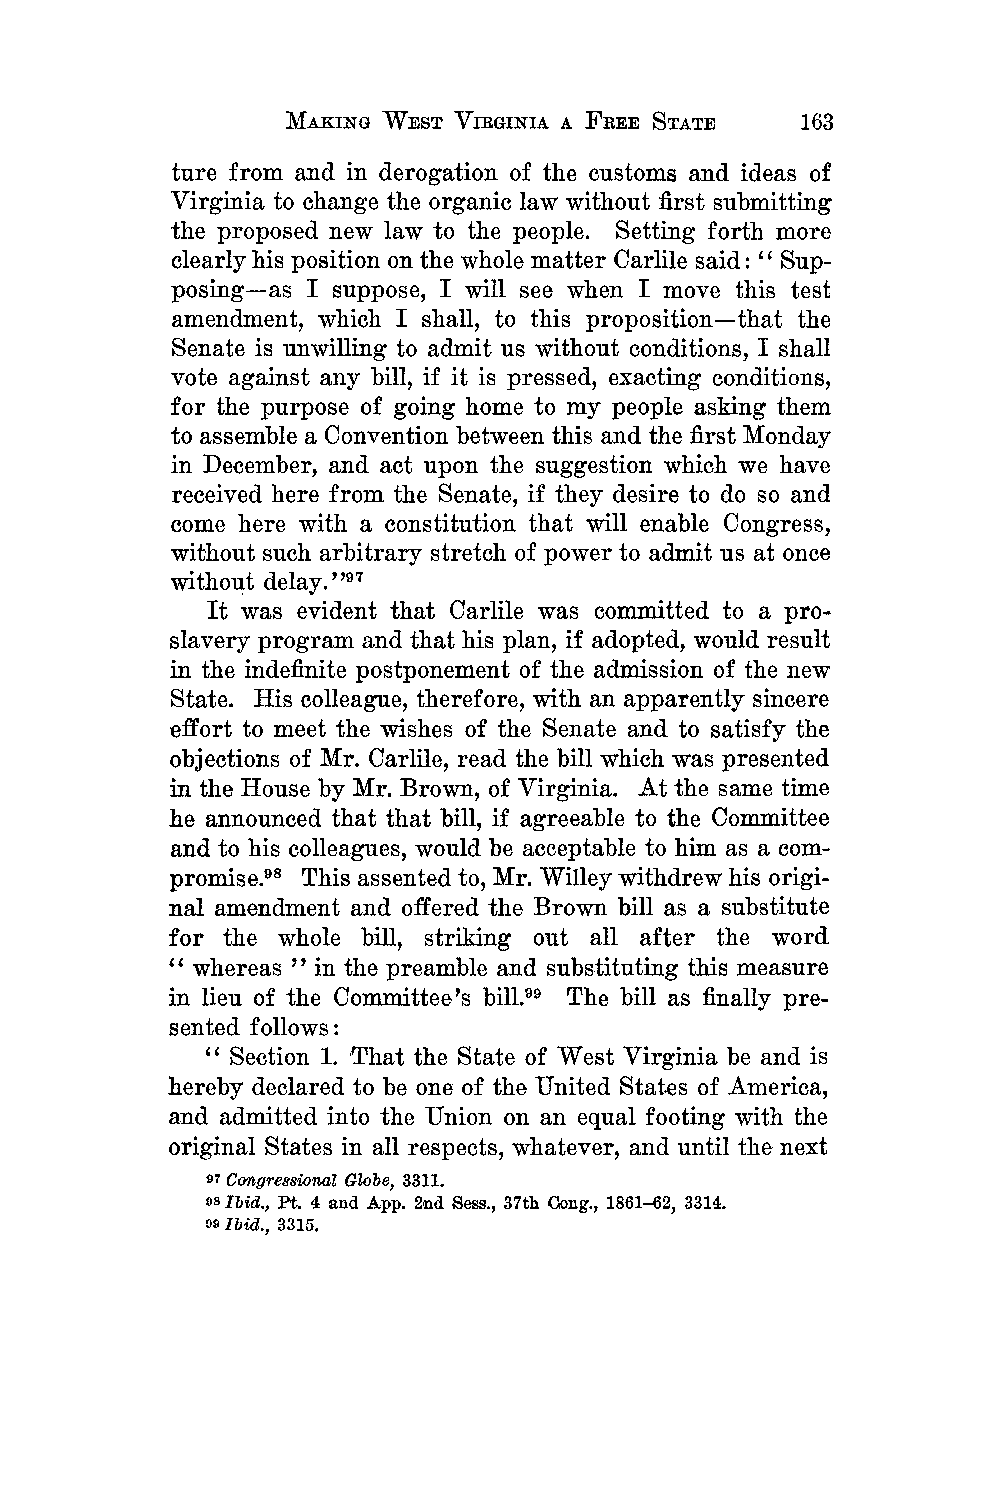 MAKING WEST VIRGINIA A FREE STATE 163
ture from and in derogation of the customs and ideas of
Virginia to change the organic law without first submitting
the proposed new law to the people. Setting forth more
clearly his position on the whole matter Carlile said: “ Sup-
posing—as I suppose, I will see when I move this test
amendment, which I shall, to this proposition—that the
Senate is unwilling to admit us without conditions, I shall
vote against any bill, if it is pressed, exacting conditions,
for the purpose of going home to my people asking them
to assemble a Convention between this and the first Monday
in December, and act upon the suggestion which we have
received here from the Senate, if they desire to do so and
come here with a constitution that will enable Congress,
without such arbitrary stretch of power to admit us at once
without delay.”97
It was evident that Carlile was committed to a pro-
slavery program and that his plan, if adopted, would result
in the indefinite postponement of the admission of the new
State. His colleague, therefore, with an apparently sincere
effort to meet the wishes of the Senate and to satisfy the
objections of Mr. Carlile, read the bill which was presented
in the House by Mr. Brown, of Virginia. At the same time
he announced that that bill, if agreeable to the Committee
and to his colleagues, would be acceptable to him as a com-
promise.98 This assented to, Mr. Willey withdrew his origi-
nal amendment and offered the Brown bill as a substitute
for the whole bill, striking out all after the word
“ whereas ” in the preamble and substituting this measure
in lieu of the Committee’s bill.99 The bill as finally pre-
sented follows:
“ Section 1. That the State of West Virginia be and is
hereby declared to be one of the United States of America,
and admitted into the Union on an equal footing with the
original States in all respects, whatever, and until the next
97 Congressional Globe, 3311.
98 Ibid., Pt. 4 and App. 2nd Sess., 37th Cong., 1861–62, 3314.
99 Ibid., 3315.